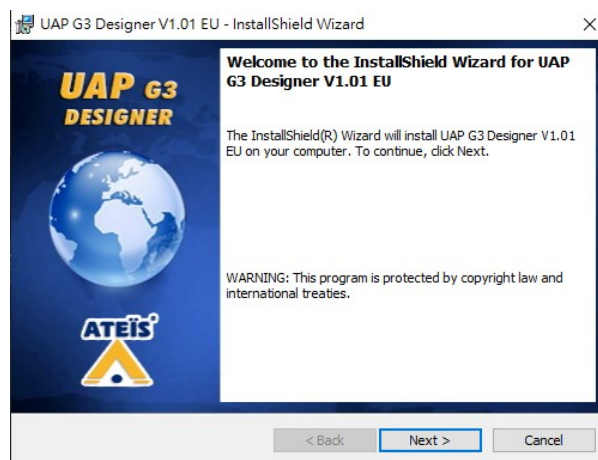 UAP G3 Designer V1.01 EU - InstallShield Wizard
UAP G3
DESIGNER
Welcome to the InstallShield Wizard for UAP
G3 Designer V1.01 EU
The InstallShield(R) Wizard will install UAP G3 Designer V1.01
EU on your computer. To continue, click Next.
WARNING: This program is protected by copyright law and
international treaties.
ATEÏS
< Back
Next >
Cancel